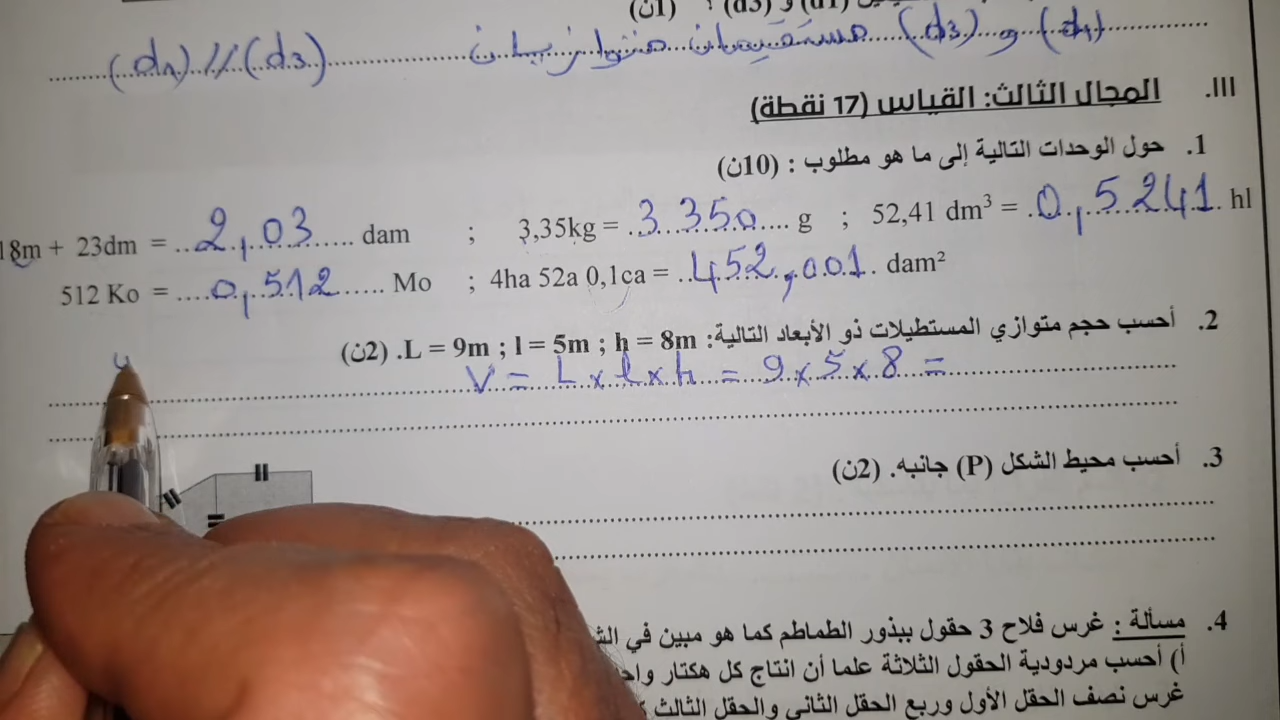 (d1) و (d3) ؟ (1ن)
(d1) و (d3) مستقيمان متوازيان (d1) // (d3)
III. المجال الثالث: القياس (17 نقطة)
1. حول الوحدات التالية إلى ما هو مطلوب : (10ن)
18m + 23dm = 2,03 dam ; 3,35kg = 3350 g ; 52,41 dm³ = 0,5241 hl
512 Ko = 0,512 Mo ; 4ha 52a 0,1ca = 452,001 dam²
2. أحسب حجم متوازي المستطيلات ذو الأبعاد التالية: L = 9m ; l = 5m ; h = 8m. (2ن)
V = L x l x h = 9 x 5 x 8 =
3. أحسب محيط الشكل (P) جانبه. (2ن)
4. مسألة : غرس فلاح 3 حقول ببذور الطماطم كما هو مبين في
أ) أحسب مردودية الحقول الثلاثة علما أن انتاج كل هكتار
غرس نصف الحقل الأول وربع الحقل الثاني والحقل الثالث